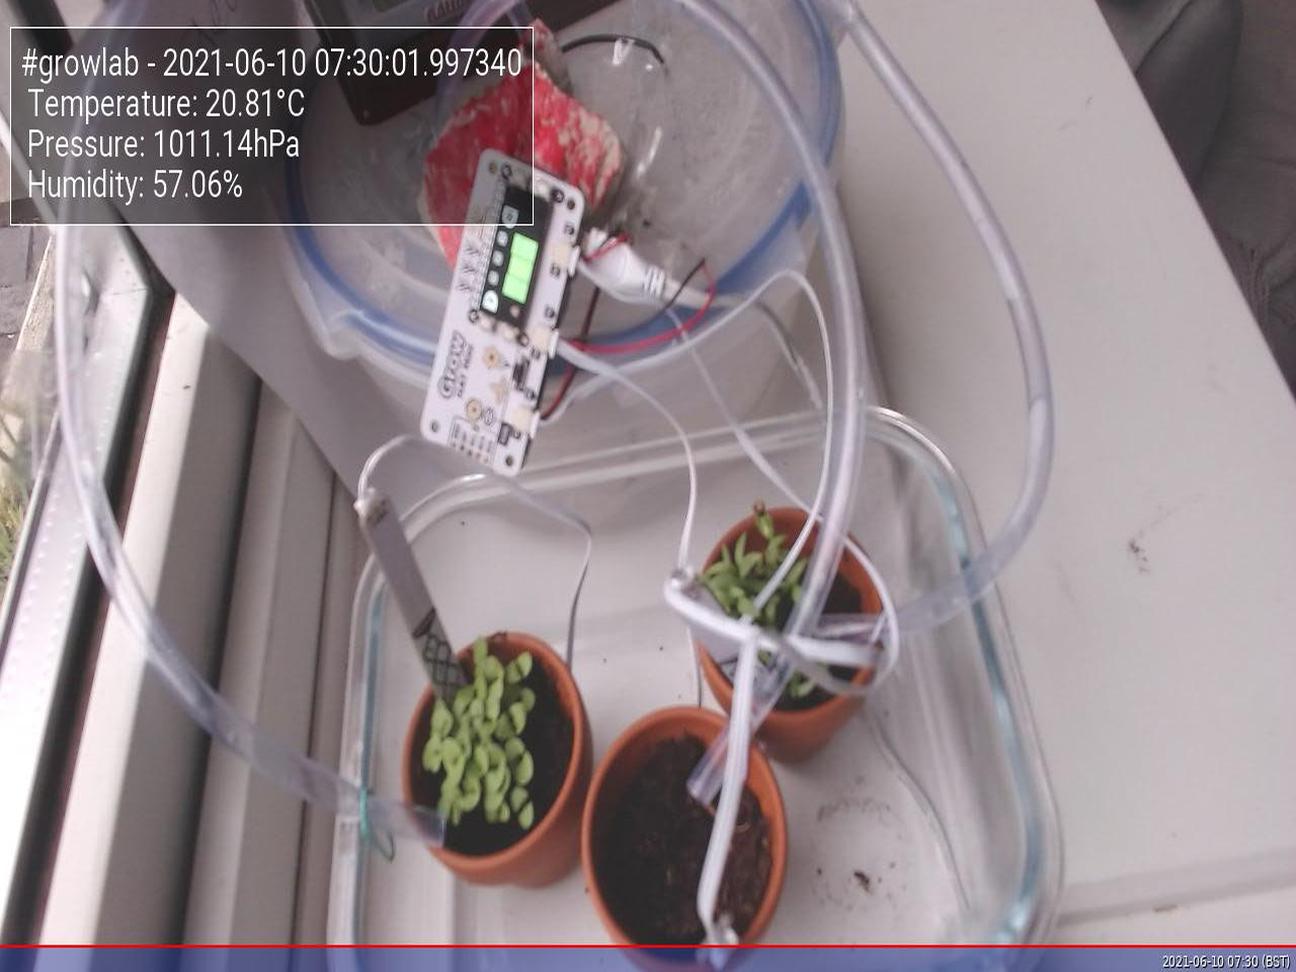 #growlab - 2021-06-10 07:30:01.997340
Temperature: 20.81°C
Pressure: 1011.14hPa
Humidity: 57.06%
Grow
2021-06-10 07:30 (BST)